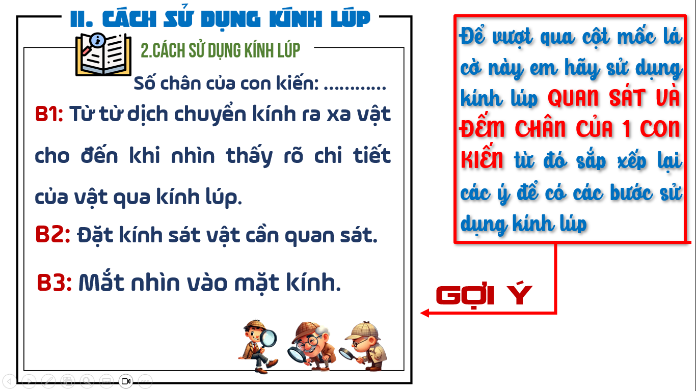 II. CÁCH SỬ DỤNG KÍNH LÚP
2.CÁCH SỬ DỤNG KÍNH LÚP
Số chân của con kiến: ............
B1: Từ từ dịch chuyển kính ra xa vật
cho đến khi nhìn thấy rõ chi tiết
của vật qua kính lúp.
B2: Đặt kính sát vật cần quan sát.
B3: Mắt nhìn vào mặt kính.
Để vượt qua cột mốc lá
cờ này em hãy sử dụng
kính lúp QUAN SÁT VÀ
ĐẾM CHÂN CỦA 1 CON
KIẾN từ đó sắp xếp lại
các ý để có các bước sử
dụng kính lúp
GỢI Ý